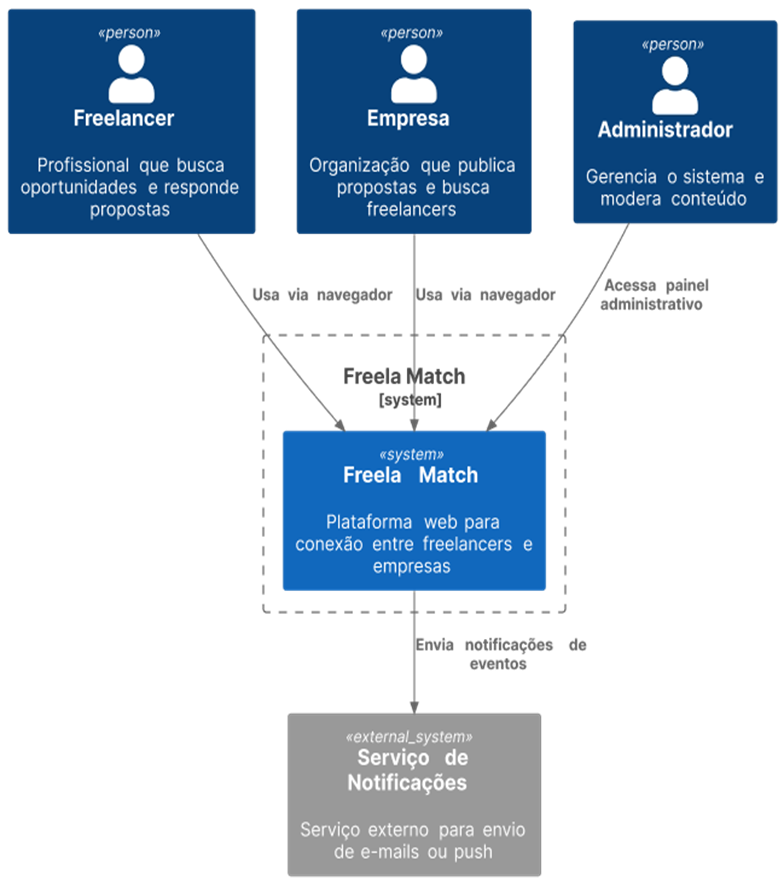 «person»
Freelancer
Profissional que busca
oportunidades e responde
propostas
«person»
Empresa
Organização que publica
propostas e busca
freelancers
«person»
Administrador
Gerencia o sistema e
modera conteúdo
Usa via navegador
Usa via navegador
Acessa painel
administrativo
Freela Match
[system]
«system»
Freela Match
Plataforma web para
conexão entre freelancers e
empresas
Envia notificações de
eventos
«external_system»
Serviço de
Notificações
Serviço externo para envio
de e-mails ou push